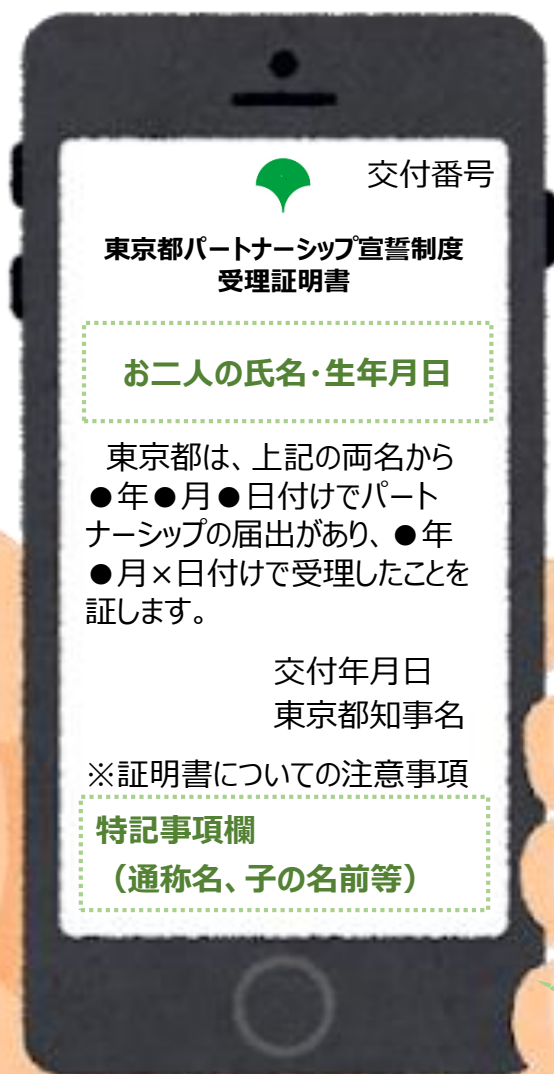 交付番号
東京都パートナーシップ宣誓制度
受理証明書
お二人の氏名・生年月日
東京都は、上記の両名から
●年●月●日付けでパート
ナーシップの届出があり、●年
●月×日付けで受理したことを
証します。
交付年月日
東京都知事名
※証明書についての注意事項
特記事項欄
（通称名、子の名前等）